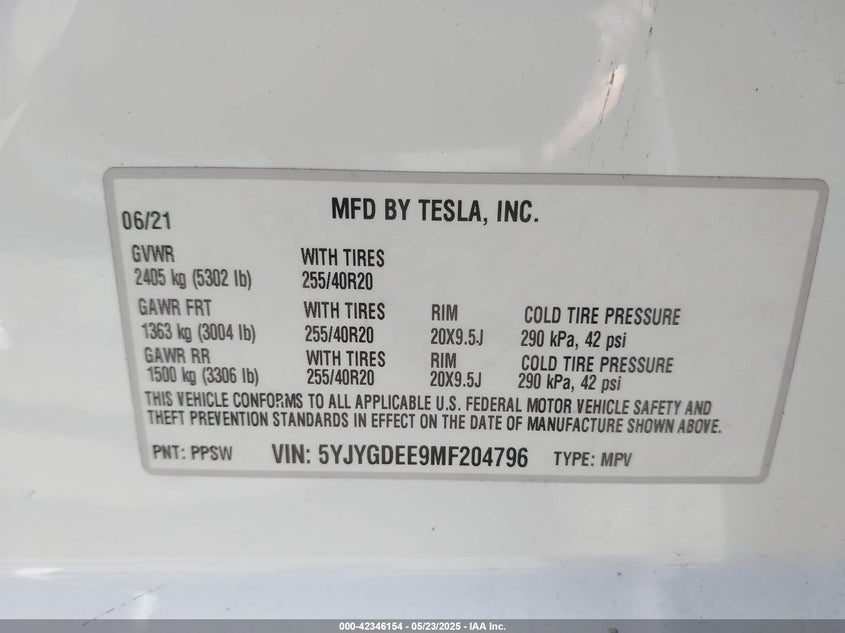 06/21 MFD BY TESLA, INC.
GVWR WITH TIRES
2405 kg (5302 lb) 255/40R20
GAWR FRT WITH TIRES RIM COLD TIRE PRESSURE
1363 kg (3004 lb) 255/40R20 20X9.5J 290 kPa, 42 psi
GAWR RR WITH TIRES RIM COLD TIRE PRESSURE
1500 kg (3306 lb) 255/40R20 20X9.5J 290 kPa, 42 psi
THIS VEHICLE CONFORMS TO ALL APPLICABLE U.S. FEDERAL MOTOR VEHICLE SAFETY AND
THEFT PREVENTION STANDARDS IN EFFECT ON THE DATE OF MANUFACTURE SHOWN ABOVE.
PNT: PPSW VIN: 5YJYGDEE9MF204796 TYPE: MPV
000-42346154 - 05/23/2025 - IAA Inc.